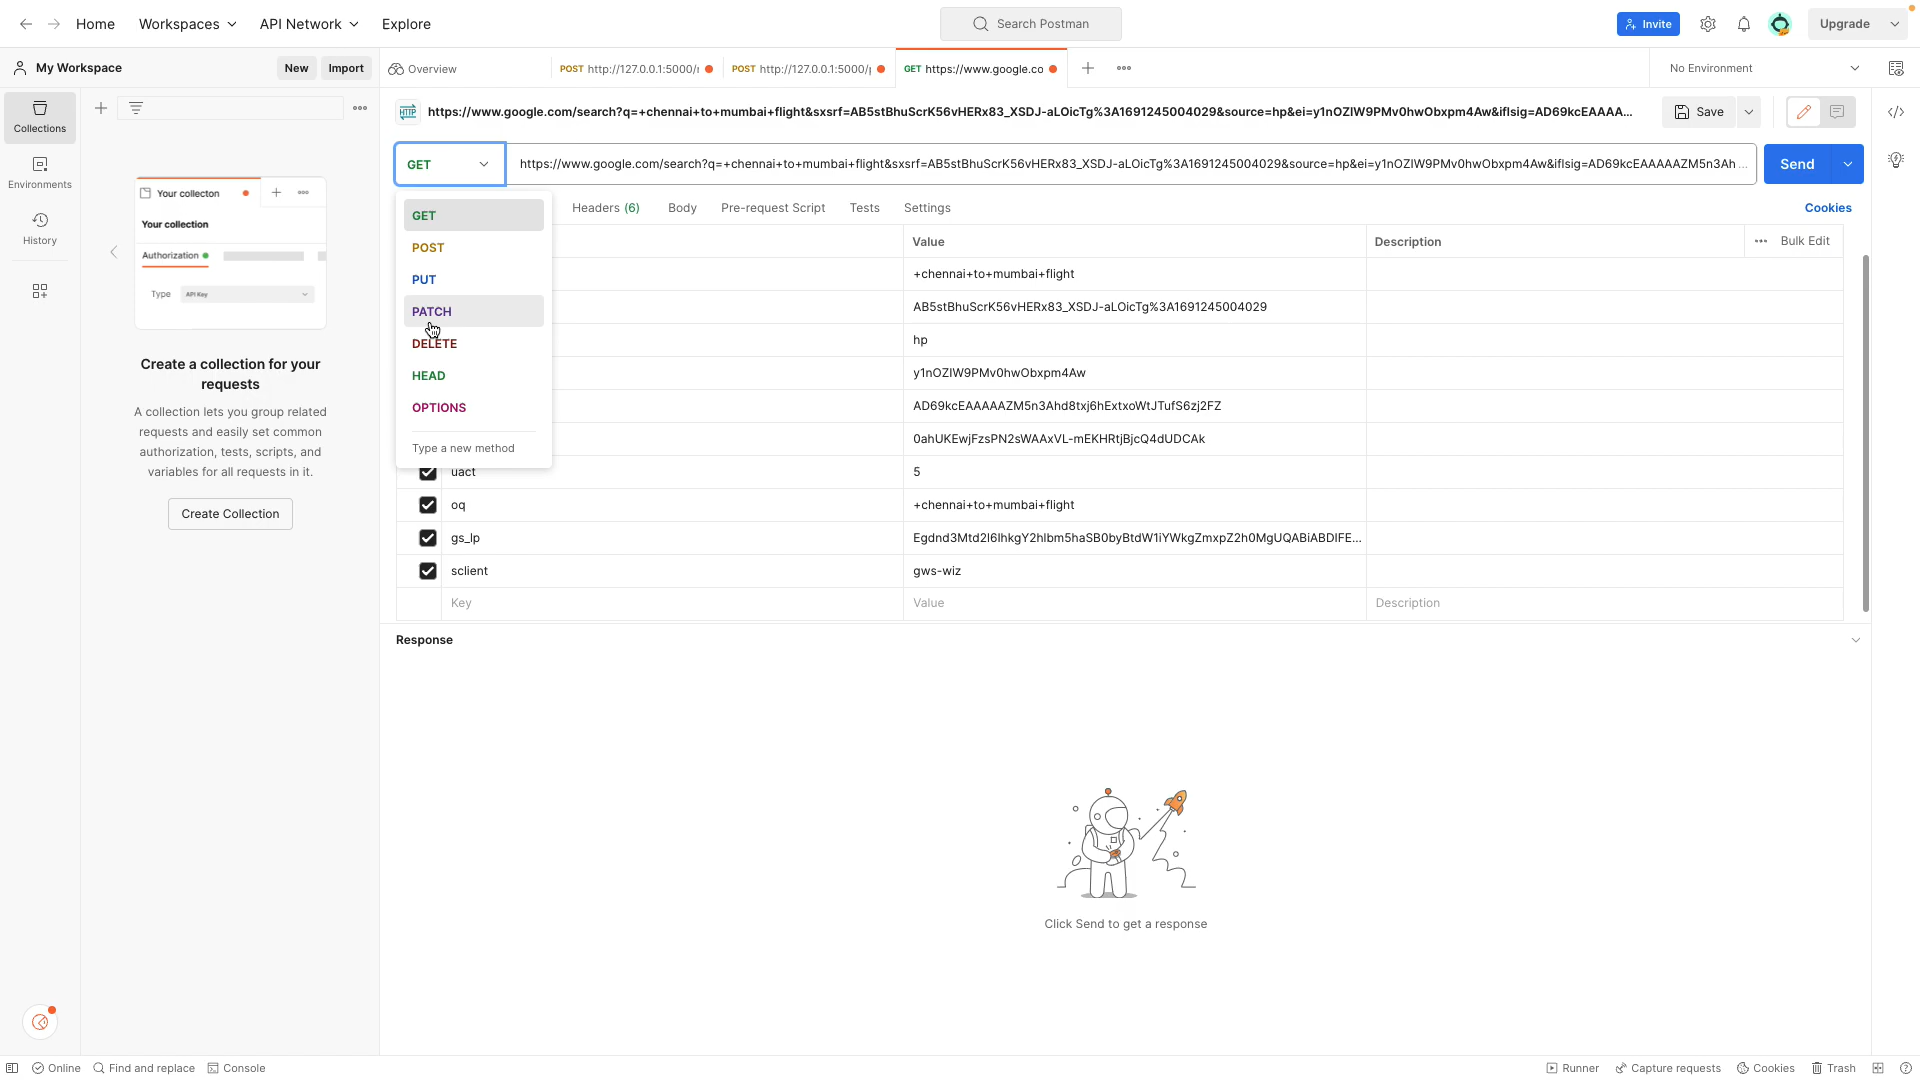 Home
Workspaces
API Network
Explore
Search Postman
Invite
Upgrade
My Workspace
New
Import
Overview
POST http://127.0.0.1:5000/
POST http://127.0.0.1:5000/
GET https://www.google.co
No Environment
Collections
Environments
History
https://www.google.com/search?q=+chennai+to+mumbai+flight&sxsrf=AB5stBhuScrK56vHERx83_XSDJ-aLOicTg%3A1691245004029&source=hp&ei=y1nOZIW9PMv0hwObxpm4Aw&iflsig=AD69kcEAAAA...
Save
GET
https://www.google.com/search?q=+chennai+to+mumbai+flight&sxsrf=AB5stBhuScrK56vHERx83_XSDJ-aLOicTg%3A1691245004029&source=hp&ei=y1nOZIW9PMv0hwObxpm4Aw&iflsig=AD69kcEAAAAAZM5n3Ah...
Send
GET
POST
PUT
PATCH
DELETE
HEAD
OPTIONS
Type a new method
Headers (6)
Body
Pre-request Script
Tests
Settings
Cookies
Value
Description
Bulk Edit
+chennai+to+mumbai+flight
AB5stBhuScrK56vHERx83_XSDJ-aLOicTg%3A1691245004029
hp
y1nOZIW9PMv0hwObxpm4Aw
AD69kcEAAAAAZM5n3Ahd8txj6hExtxoWtJTufS6zj2FZ
0ahUKEwjFzsPN2sWAAxVL-mEKHRtjBjcQ4dUDCAk
uact 5
oq +chennai+to+mumbai+flight
gs_lp Egdnd3Mtd2l6IhkgY2hlbm5haSB0byBtdW1iYWkgZmxpZ2h0MgUQABiABDIFE...
sclient gws-wiz
Key Value Description
Your collecton
Your collection
Authorization
Type API Key
Create a collection for your
requests
A collection lets you group related
requests and easily set common
authorization, tests, scripts, and
variables for all requests in it.
Create Collection
Response
Click Send to get a response
Online
Find and replace
Console
Runner
Capture requests
Cookies
Trash